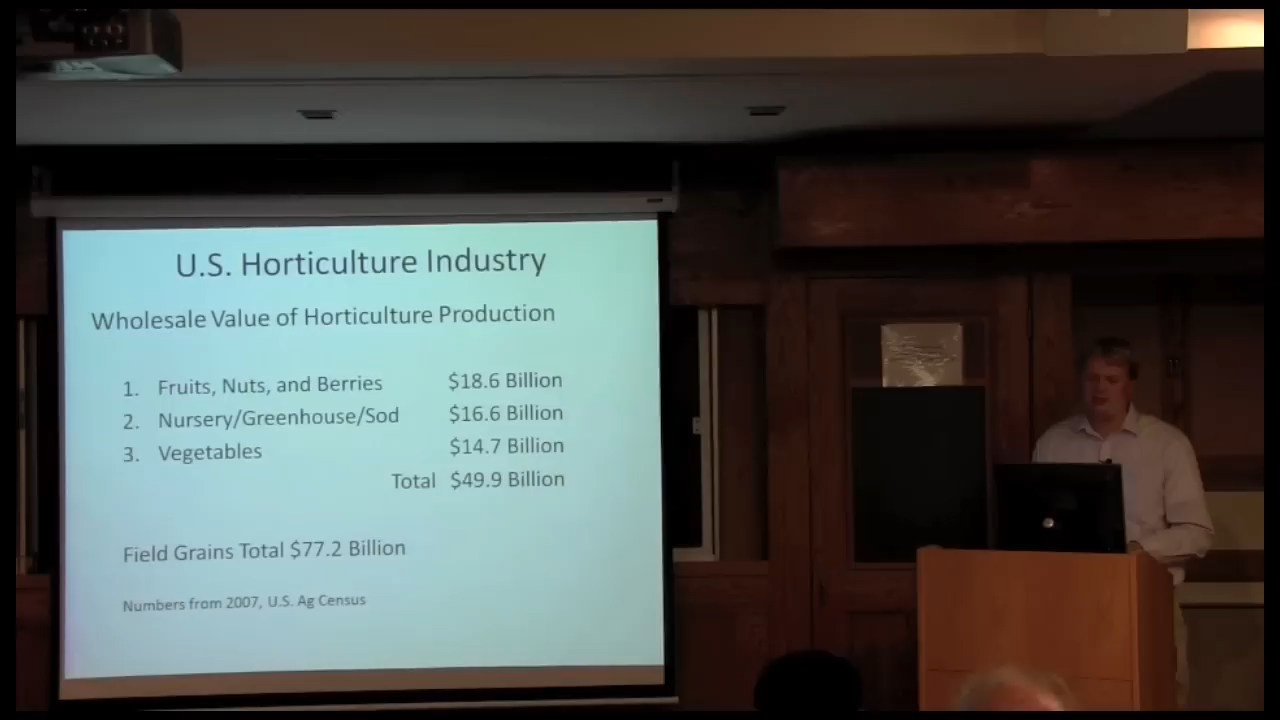 U.S. Horticulture Industry
Wholesale Value of Horticulture Production
1. Fruits, Nuts, and Berries $18.6 Billion
2. Nursery/Greenhouse/Sod $16.6 Billion
3. Vegetables $14.7 Billion
Total $49.9 Billion
Field Grains Total $77.2 Billion
Numbers from 2007, U.S. Ag Census